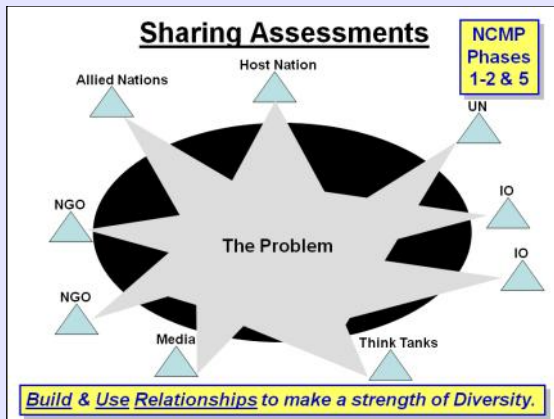 Sharing Assessments
NCMP
Phases
1-2 & 5
Host Nation
Allied Nations
UN
NGO
IO
The Problem
IO
NGO
Media
Think Tanks
Build & Use Relationships to make a strength of Diversity.